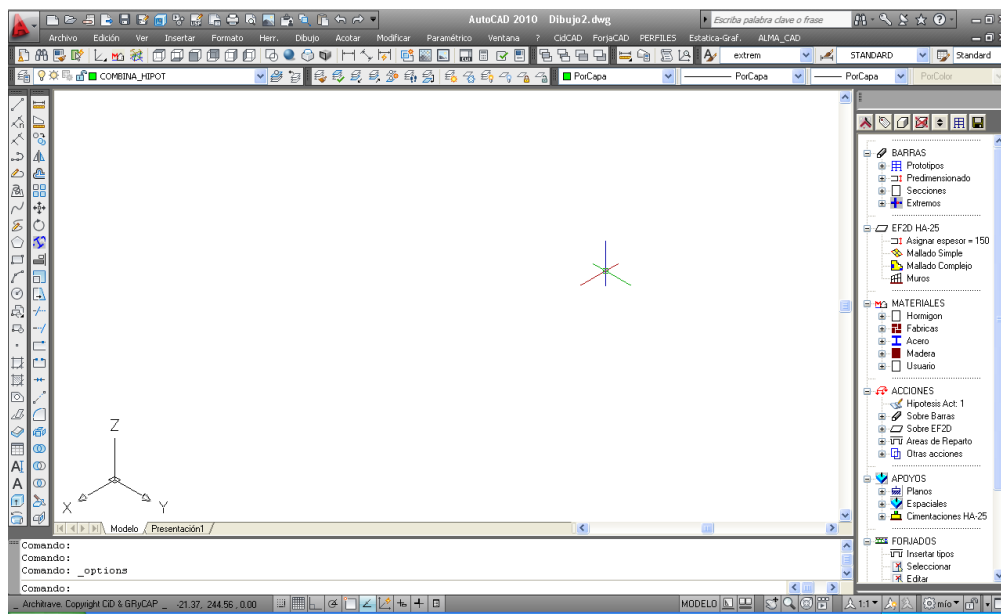 AutoCAD 2010 Dibujo2.dwg
Escriba palabra clave o frase
Archivo Edición Ver Insertar Formato Herr. Dibujo Acotar Modificar Paramétrico Ventana ? CidCAD ForjaCAD PERFILES Estatica-Graf. ALMA_CAD
extrem STANDARD Standard
COMBINA_HIPOT PorCapa PorCapa PorCapa PorColor
BARRAS
Prototipos
Predimensionado
Secciones
Extremos
EF2D HA-25
Asignar espesor = 150
Mallado Simple
Mallado Complejo
Muros
MATERIALES
Hormigon
Fabricas
Acero
Madera
Usuario
ACCIONES
Hipotesis Act: 1
Sobre Barras
Sobre EF2D
Areas de Reparto
Otras acciones
APOYOS
Planos
Espaciales
Cimentaciones HA-25
FORJADOS
Insertar tipos
Seleccionar
Editar
Z
X
Y
Modelo Presentación1
Comando:
Comando:
Comando: _options
Comando:
_ Architrave. Copyright CiD & GRyCAP _ -21.37, 244.56 , 0.00 MODELO 1:1 mío